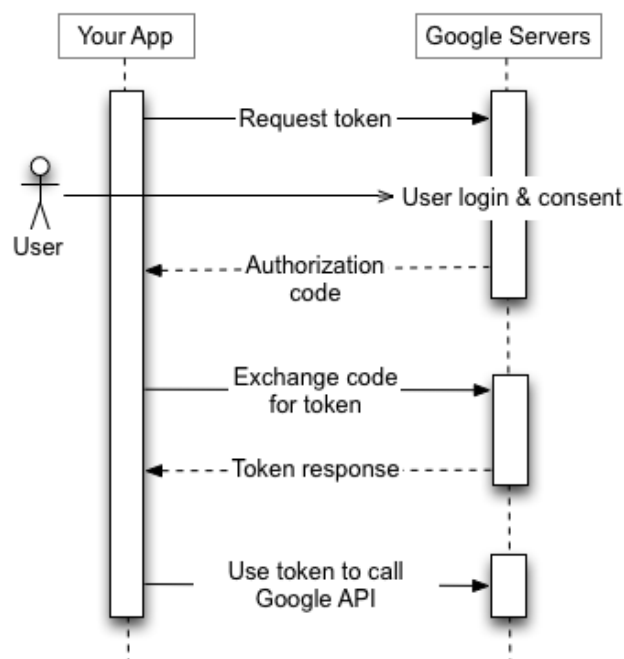 Your App
Google Servers
Request token
User login & consent
User
Authorization
code
Exchange code
for token
Token response
Use token to call
Google API